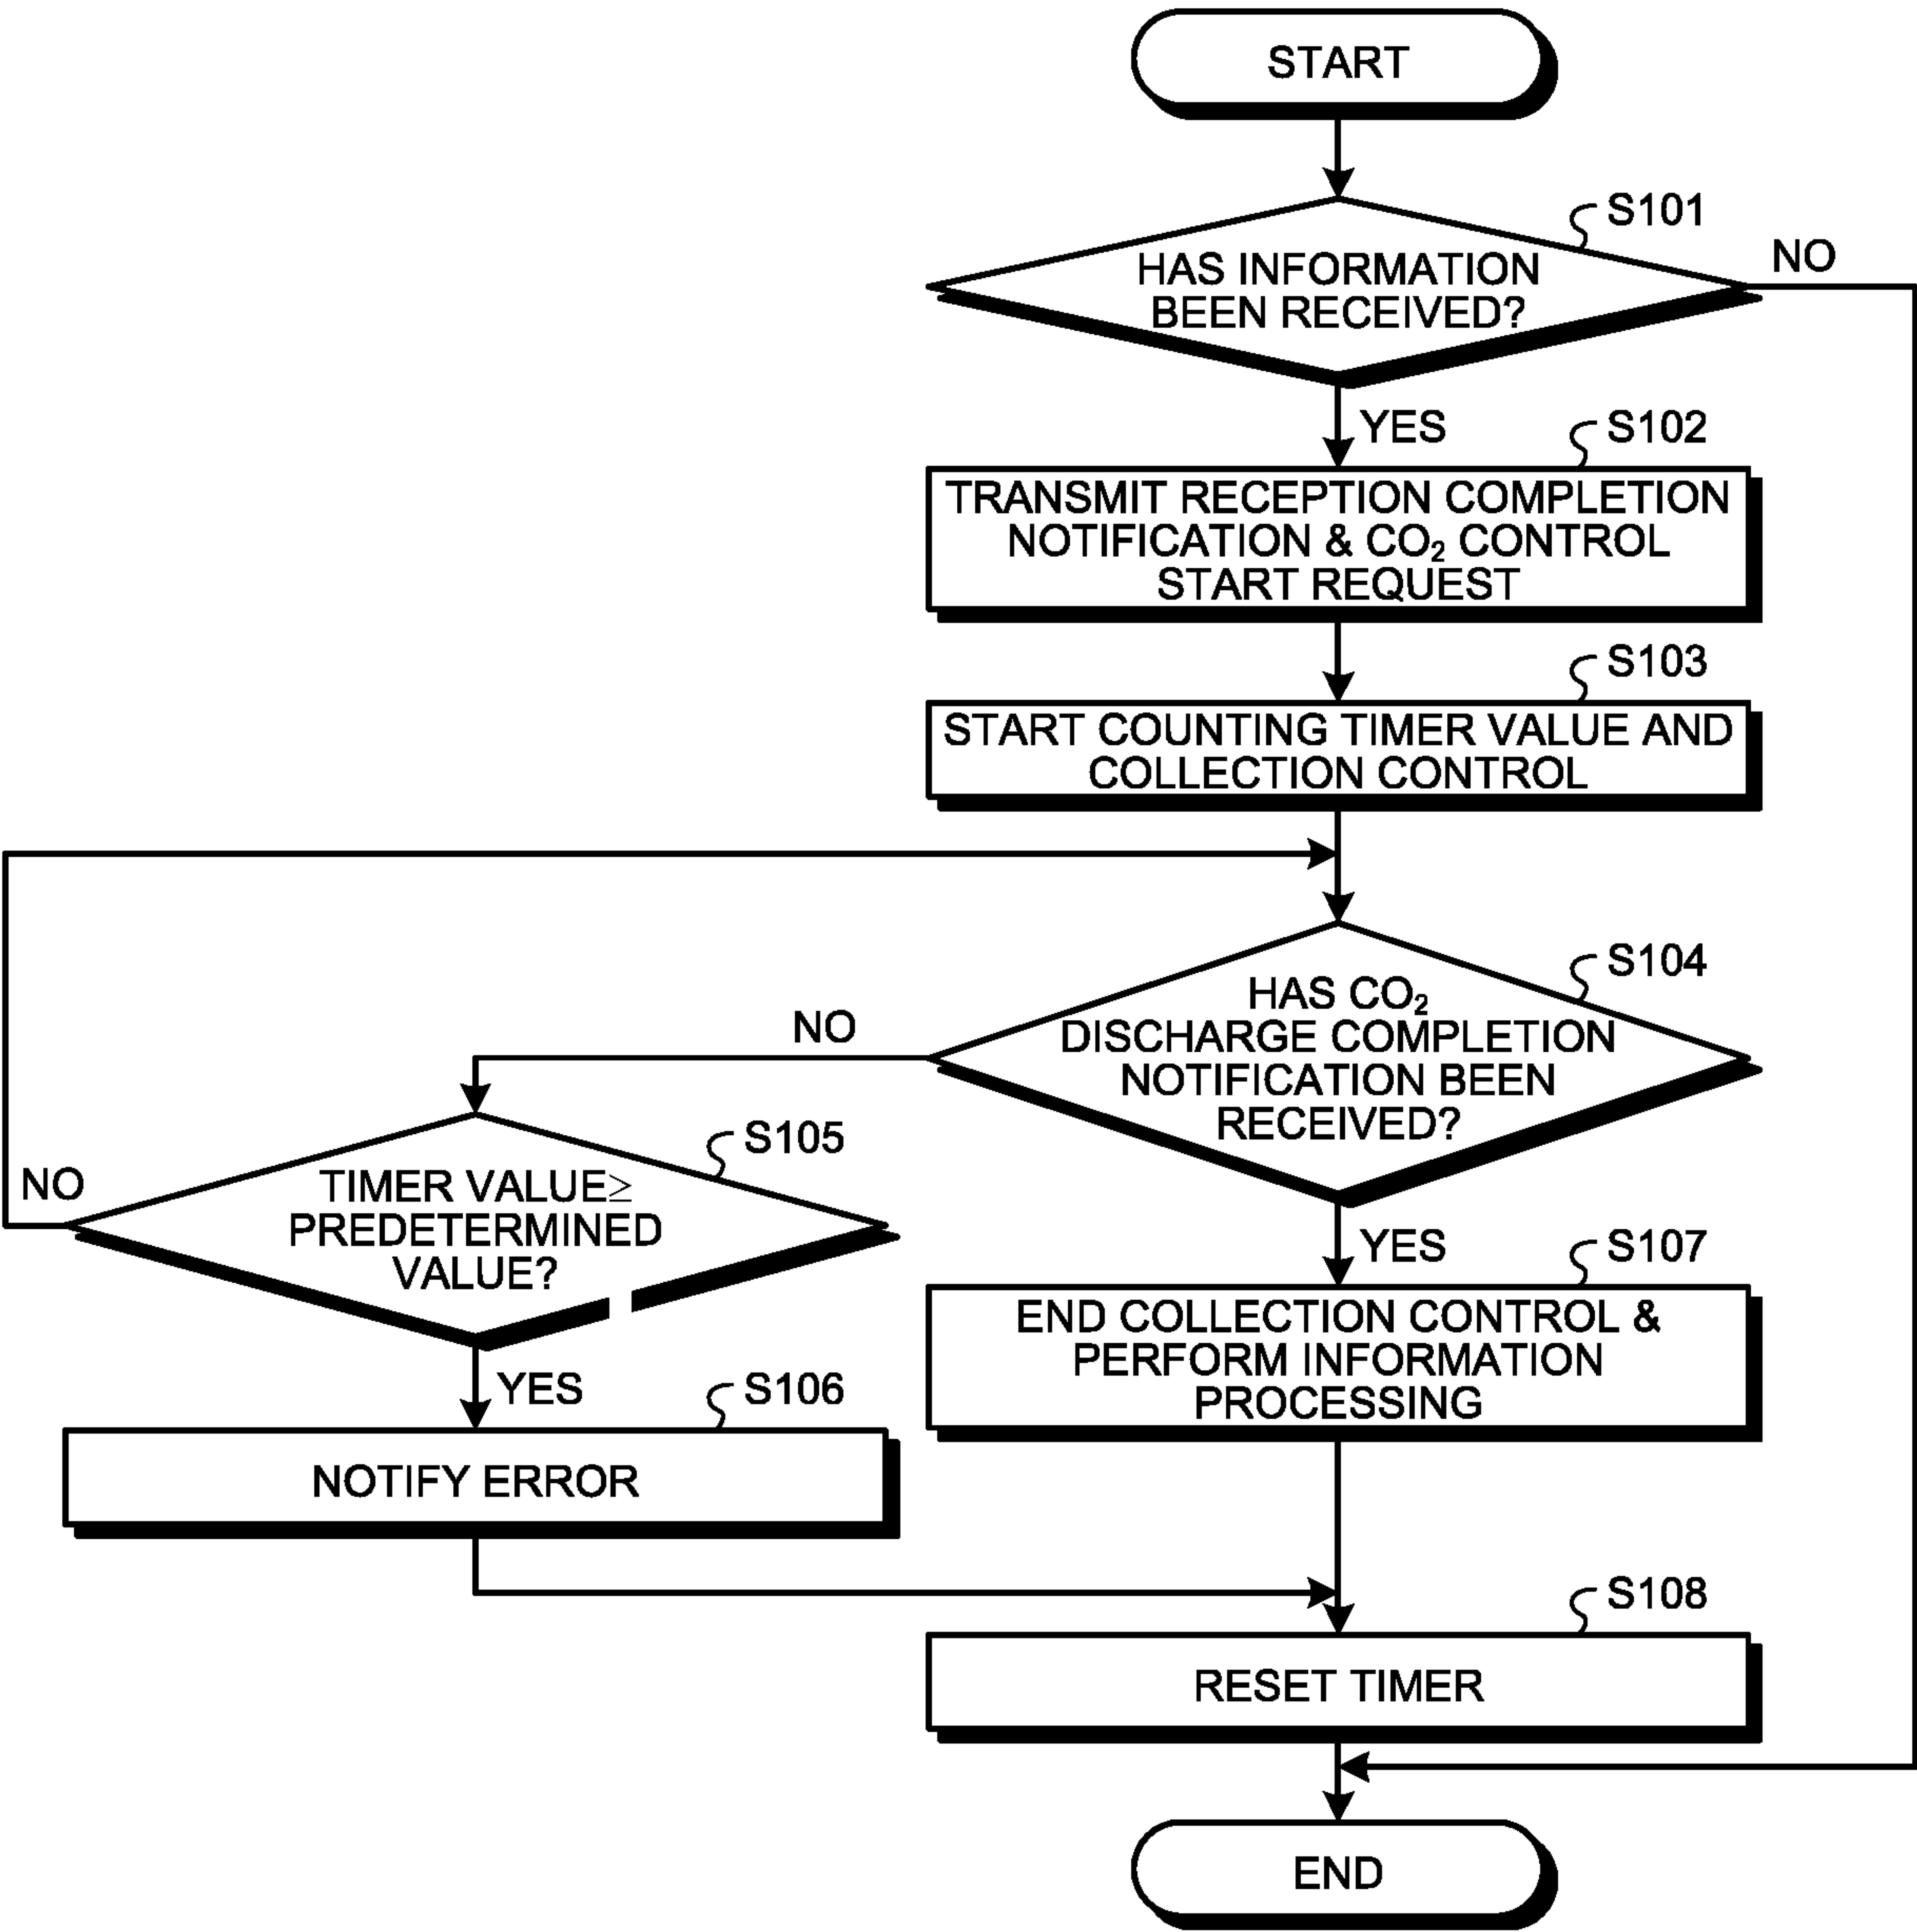 START
S101
HAS INFORMATION
BEEN RECEIVED?
NO
YES
S102
TRANSMIT RECEPTION COMPLETION
NOTIFICATION & CO₂ CONTROL
START REQUEST
S103
START COUNTING TIMER VALUE AND
COLLECTION CONTROL
S104
HAS CO₂
DISCHARGE COMPLETION
NOTIFICATION BEEN
RECEIVED?
NO
S105
TIMER VALUE≥
PREDETERMINED
VALUE?
NO
YES
S106
NOTIFY ERROR
YES
S107
END COLLECTION CONTROL &
PERFORM INFORMATION
PROCESSING
S108
RESET TIMER
END